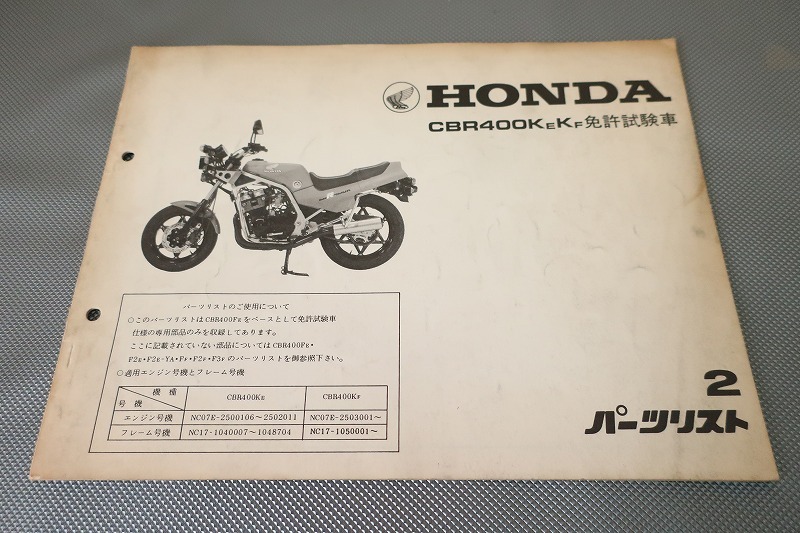 HONDA
CBR400KEKF免許試験車
パーツリストのご使用について
○このパーツリストはCBR400FEをベースとして免許試験車
仕様の専用部品のみを収録してあります。
ここに記載されていない部品についてはCBR400FE・
F2E・F2E-YA・FF・F2F・F3Fのパーツリストを御参照下さい。
○適用エンジン号機とフレーム号機
機種
号機
CBR400KE
CBR400KF
エンジン号機 NC07E-2500106~2502011 NC07E-2503001~
フレーム号機 NC17-1040007~1048704 NC17-1050001~
2
パーツリスト